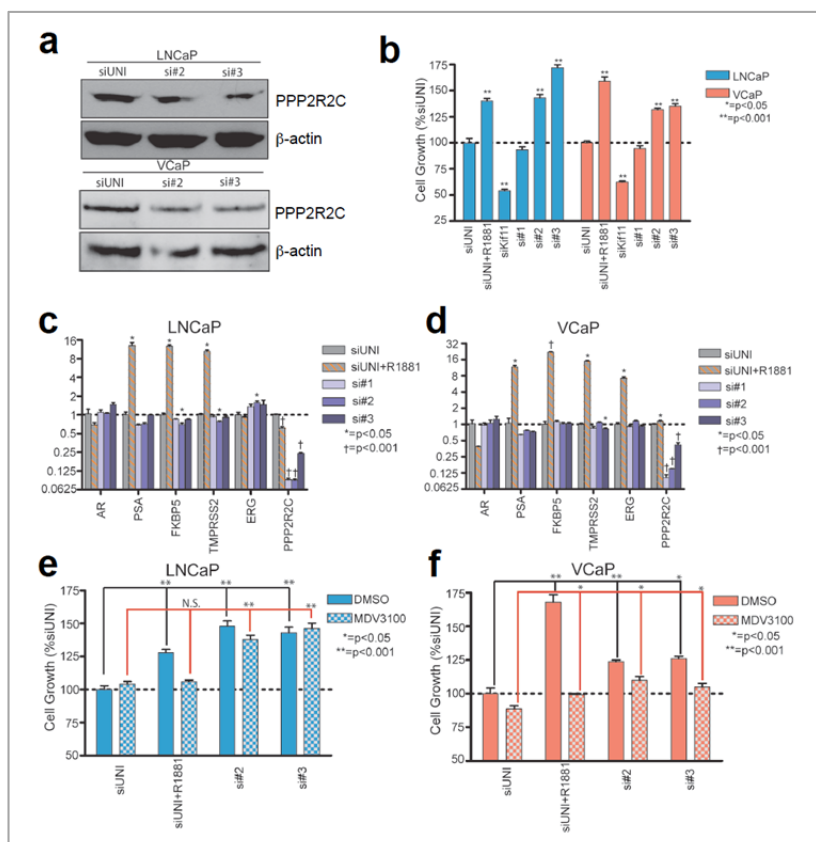 a
LNCaP
siUNI si#2 si#3
PPP2R2C
β-actin
VCaP
siUNI si#2 si#3
PPP2R2C
β-actin
b
Cell Growth (%siUNI)
175
150
125
100
75
50
25
** ** ** ** ** ** ** **
siUNI siUNI+R1881 siKif11 si#1 si#2 si#3 siUNI siUNI+R1881 siKif11 si#1 si#2 si#3
LNCaP
VCaP
*=p<0.05
**=p<0.001
c
LNCaP
16
8
4
2
1
0.5
0.25
0.125
0.0625
* * * * * * * † † † †
AR PSA FKBP5 TMPRSS2 ERG PPP2R2C
siUNI
siUNI+R1881
si#1
si#2
si#3
*=p<0.05
†=p<0.001
d
VCaP
32
16
8
4
2
1
0.5
0.25
0.125
0.0625
* † * * * * † † †
AR PSA FKBP5 TMPRSS2 ERG PPP2R2C
siUNI
siUNI+R1881
si#1
si#2
si#3
*=p<0.05
†=p<0.001
e
LNCaP
Cell Growth (%siUNI)
175
150
125
100
75
50
** ** **
N.S. ** **
siUNI siUNI+R1881 si#2 si#3
DMSO
MDV3100
*=p<0.05
**=p<0.001
f
VCaP
Cell Growth (%siUNI)
175
150
125
100
75
50
** ** *
* * *
siUNI siUNI+R1881 si#2 si#3
DMSO
MDV3100
*=p<0.05
**=p<0.001